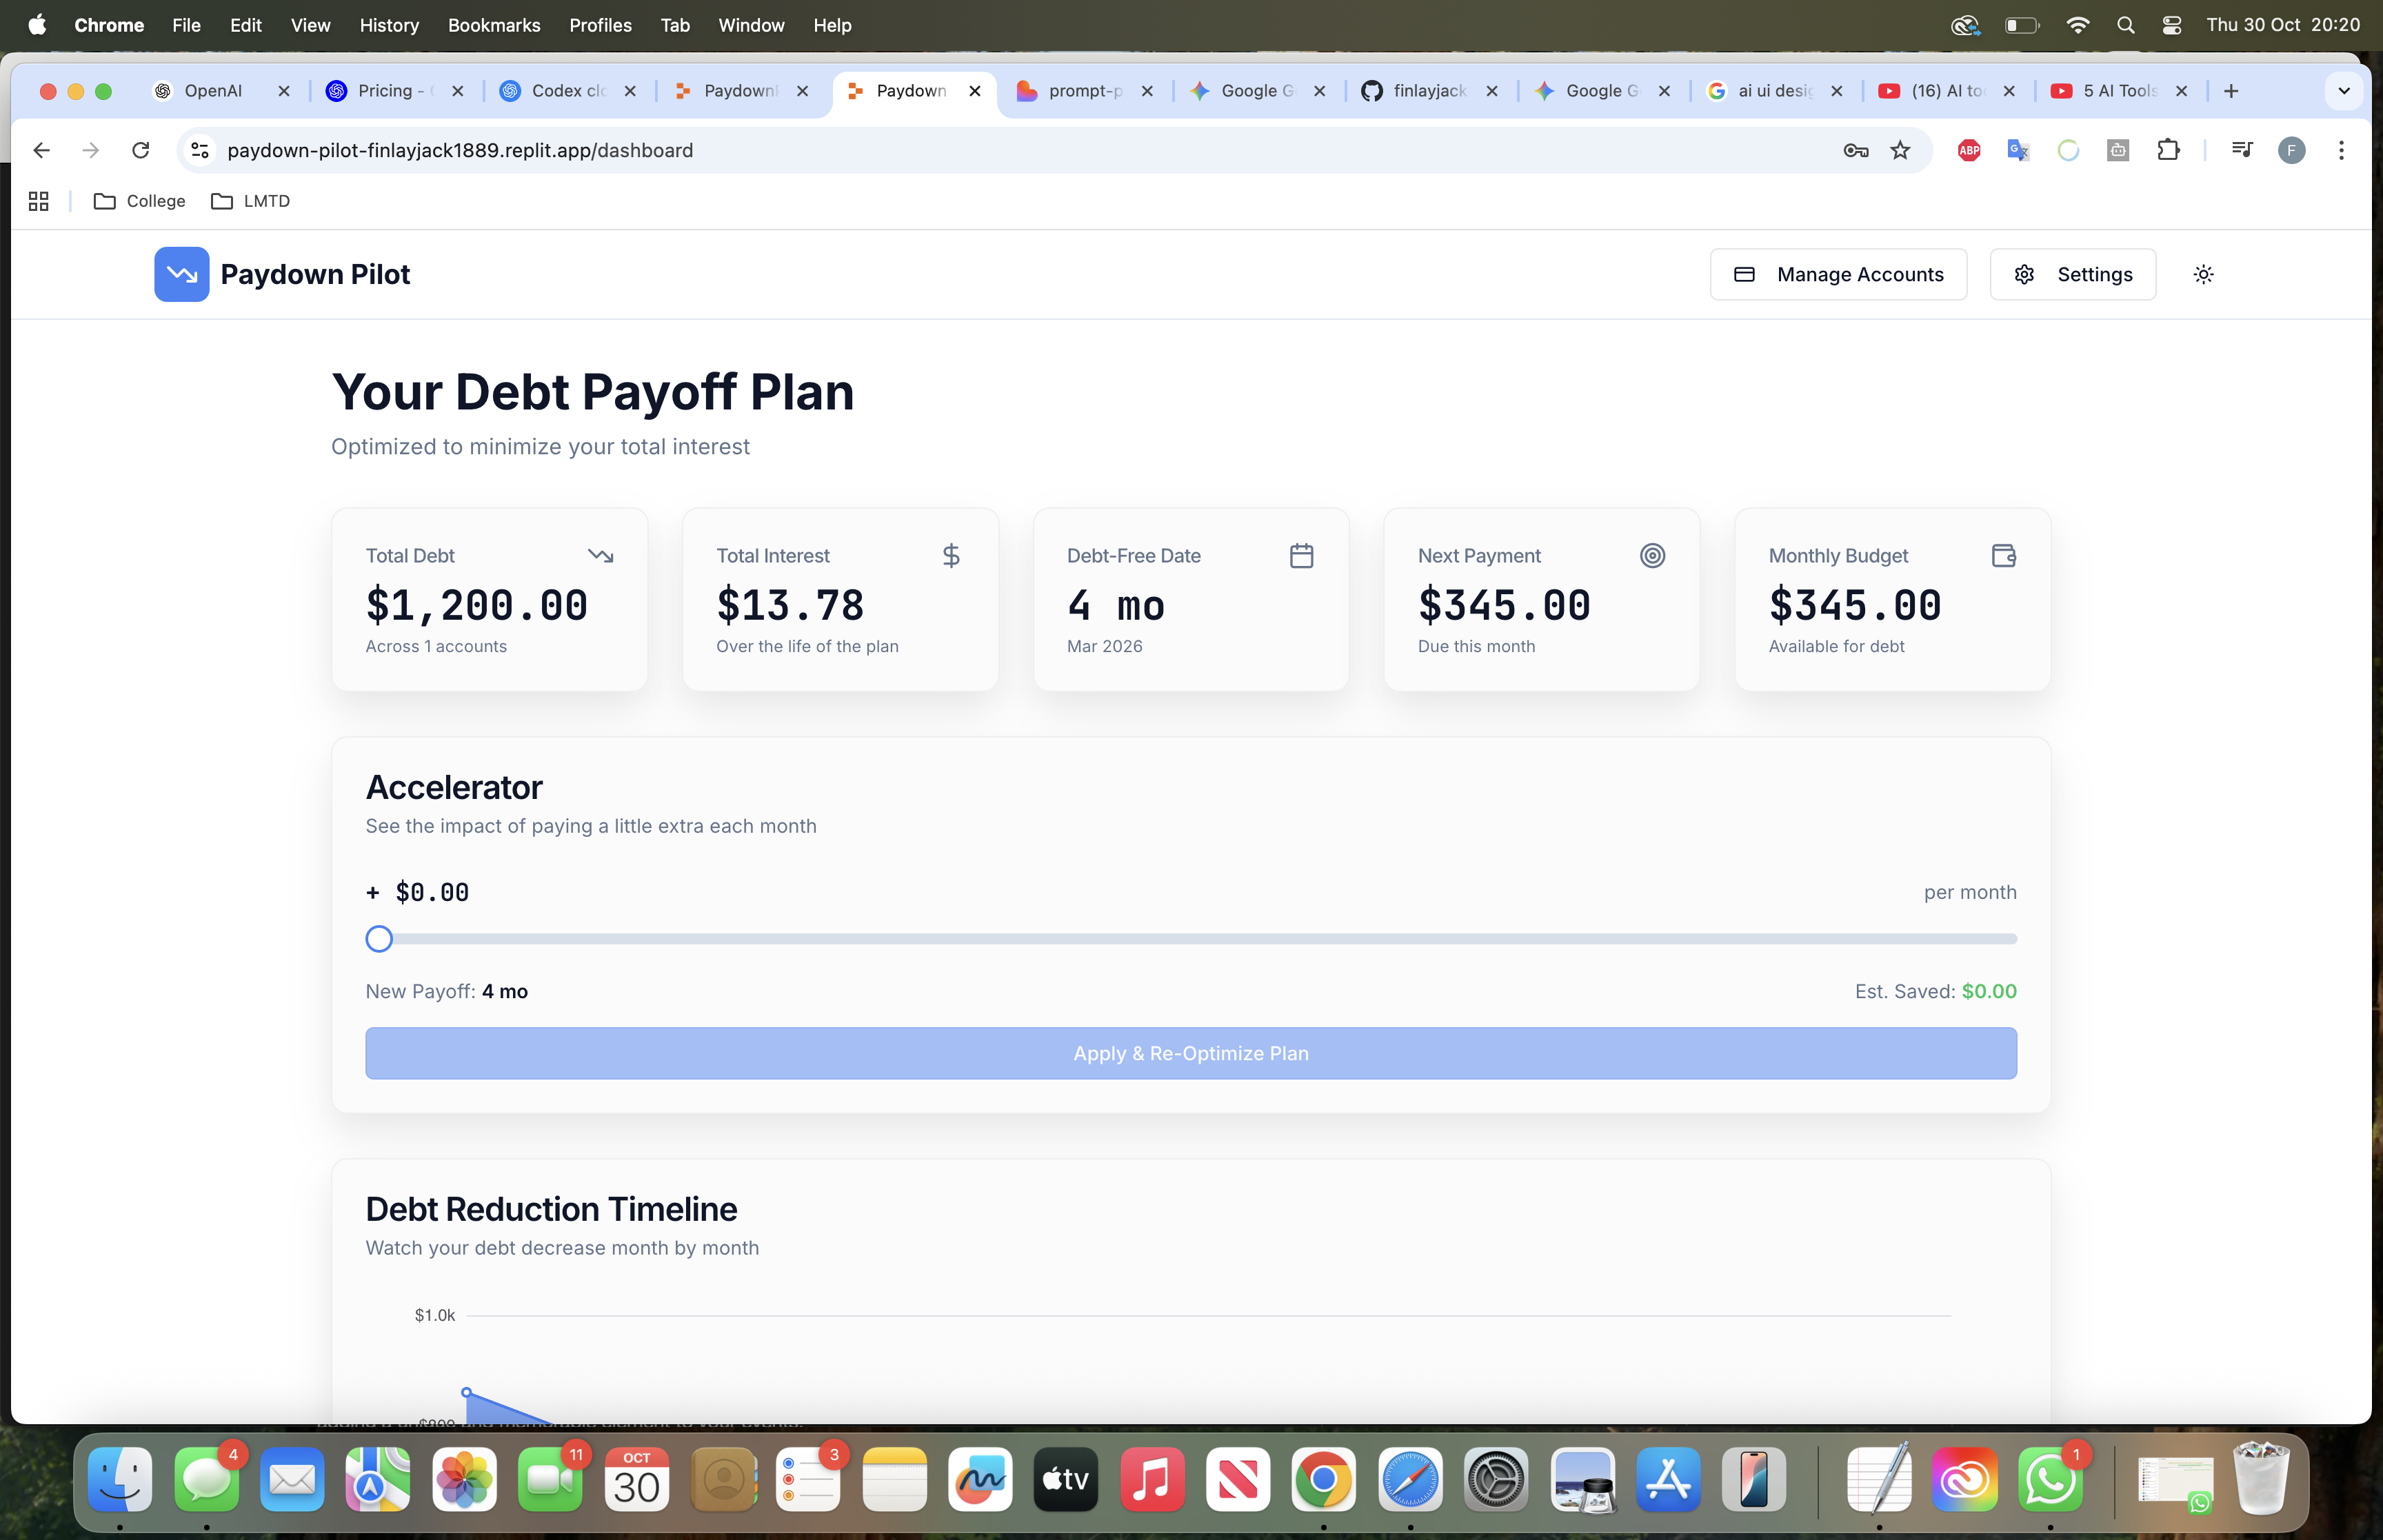 Chrome File Edit View History Bookmarks Profiles Tab Window Help Thu 30 Oct 20:20
OpenAI Pricing - Codex clo Paydown Paydown prompt-p Google G finlayjack Google G ai ui desig (16) AI to 5 AI Tools
paydown-pilot-finlayjack1889.replit.app/dashboard ABP G F
College LMTD
Paydown Pilot Manage Accounts Settings
Your Debt Payoff Plan
Optimized to minimize your total interest
Total Debt
$1,200.00
Across 1 accounts
Total Interest
$13.78
Over the life of the plan
Debt-Free Date
4 mo
Mar 2026
Next Payment
$345.00
Due this month
Monthly Budget
$345.00
Available for debt
Accelerator
See the impact of paying a little extra each month
+ $0.00 per month
New Payoff: 4 mo Est. Saved: $0.00
Apply & Re-Optimize Plan
Debt Reduction Timeline
Watch your debt decrease month by month
$1.0k
4 11 OCT 30 3 tv 1